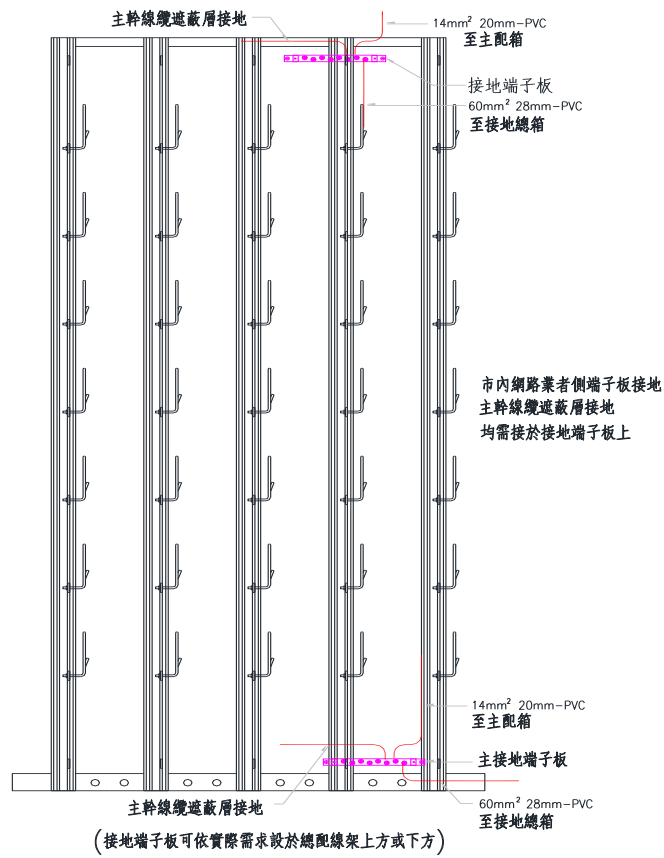 主幹線纜遮蔽層接地
14mm² 20mm-PVC
至主配箱
接地端子板
60mm² 28mm-PVC
至接地總箱
市內網路業者側端子板接地
主幹線纜遮蔽層接地
均需接於接地端子板上
14mm² 20mm-PVC
至主配箱
主接地端子板
主幹線纜遮蔽層接地
60mm² 28mm-PVC
至接地總箱
(接地端子板可依實際需求設於總配線架上方或下方)